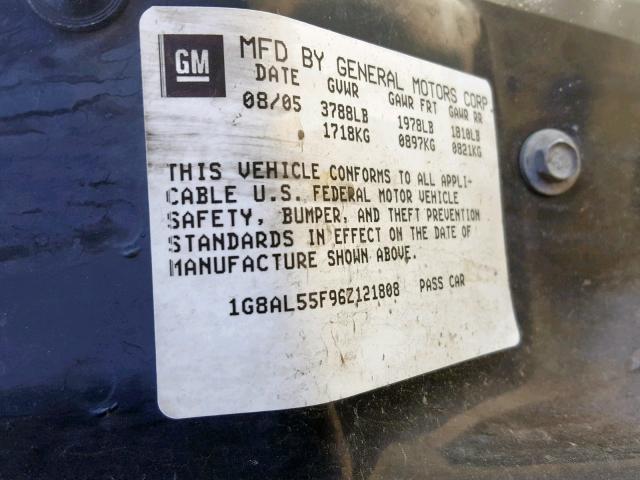 GM MFD BY GENERAL MOTORS CORP
DATE GVWR GAWR FRT GAWR RR
08/05 3788LB 1978LB 1810LB
1718KG 0897KG 0821KG
THIS VEHICLE CONFORMS TO ALL APPLI-
CABLE U.S. FEDERAL MOTOR VEHICLE
SAFETY, BUMPER, AND THEFT PREVENTION
STANDARDS IN EFFECT ON THE DATE OF
MANUFACTURE SHOWN ABOVE.
1G8AL55F96Z121808 PASS CAR